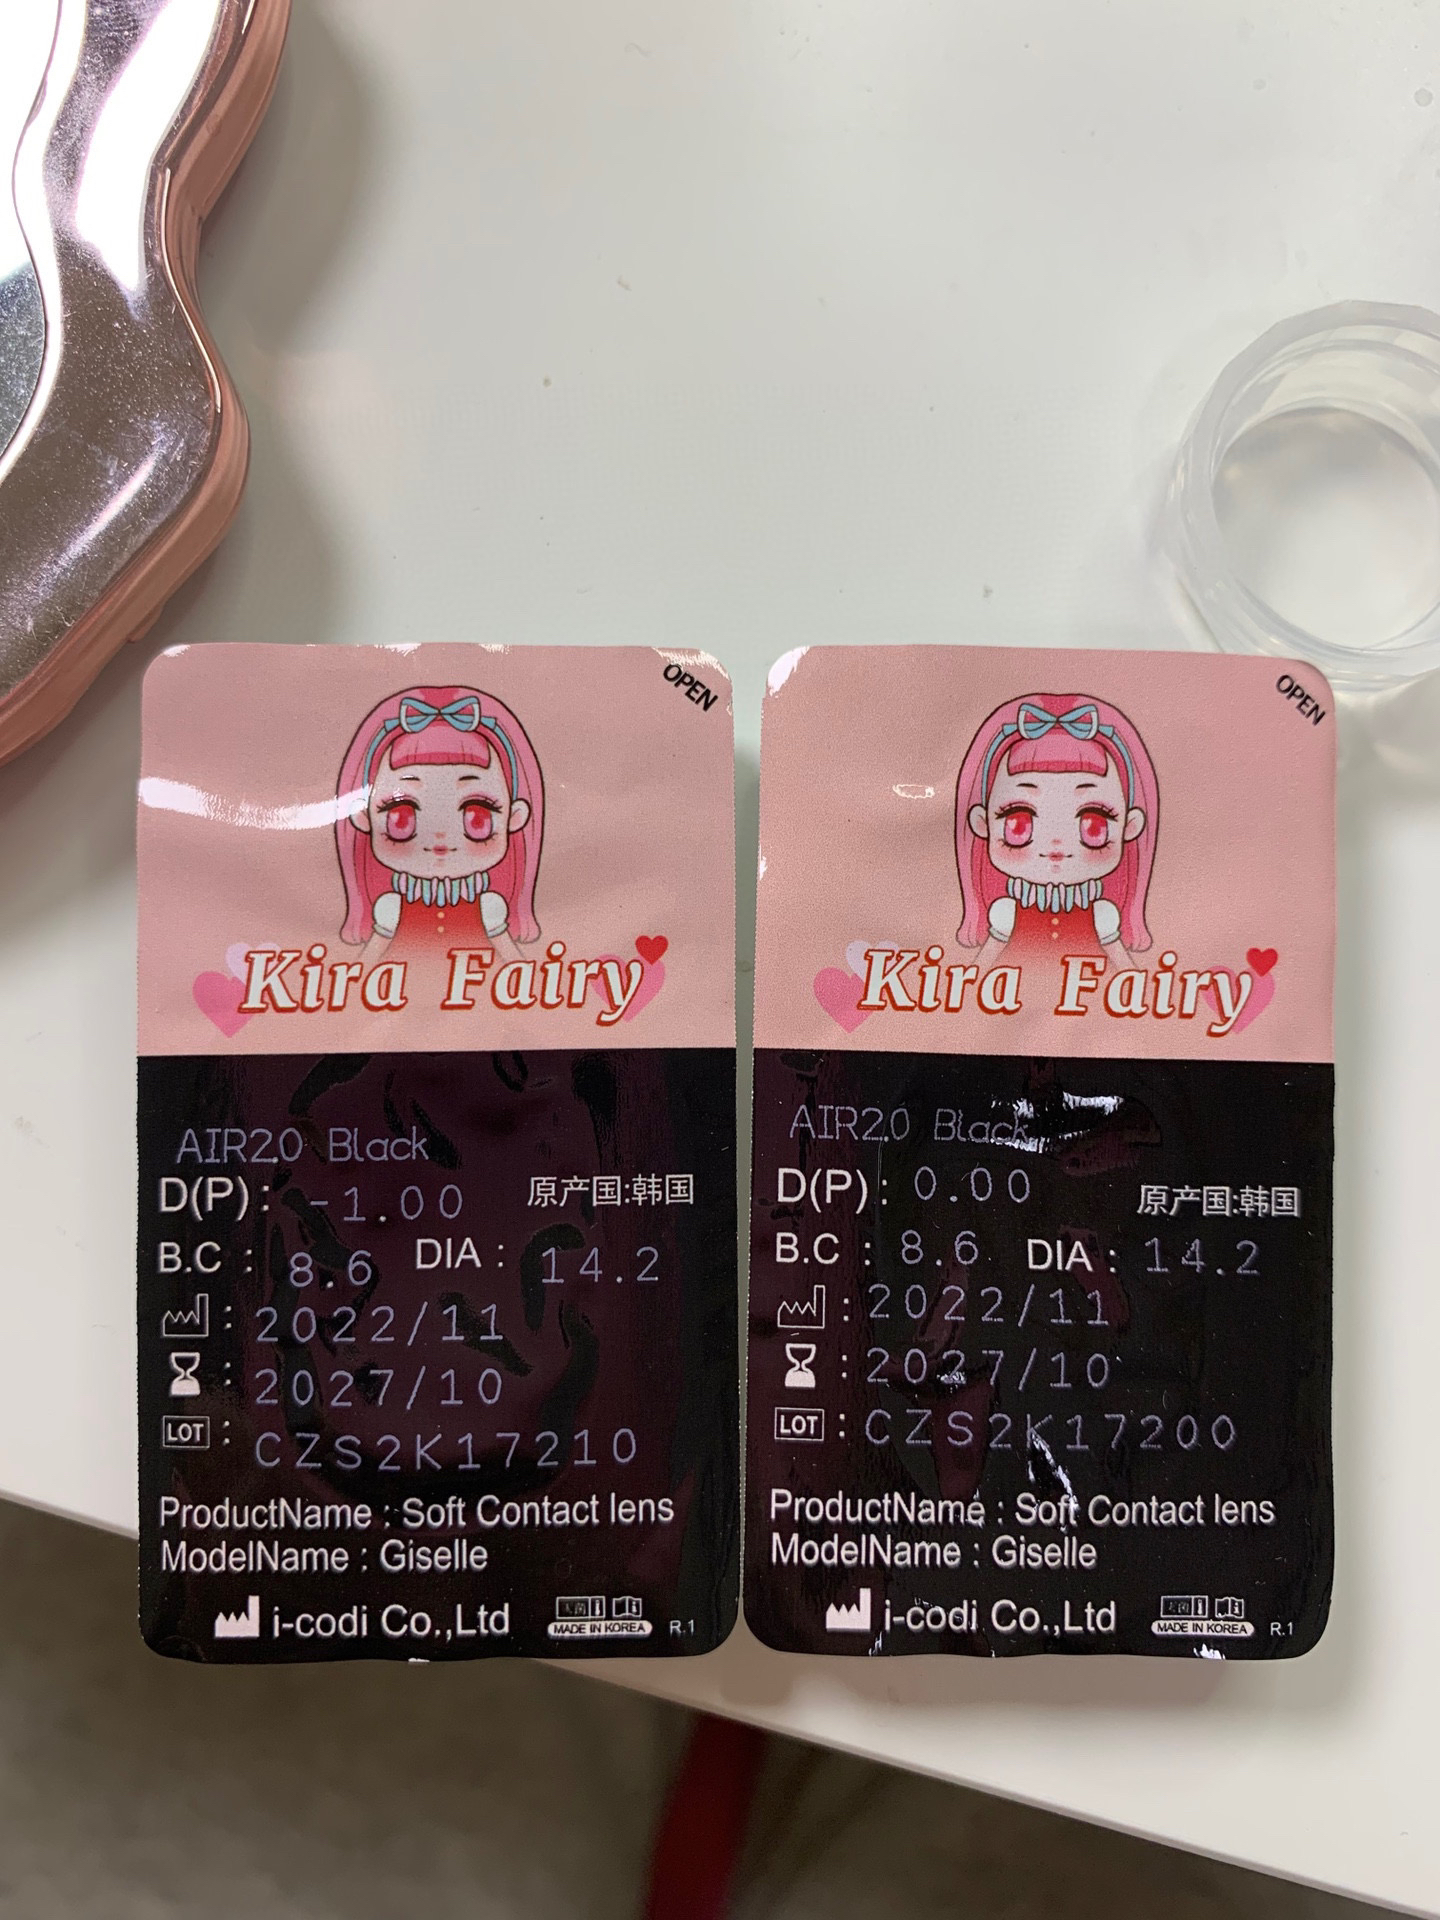 OPEN
Kira Fairy
AIR2.0 Black
D(P) : -1.00 原产国:韩国
B.C : 8.6 DIA : 14.2
: 2022/11
: 2027/10
LOT : CZS2K17210
ProductName : Soft Contact lens
ModelName : Giselle
i-codi Co.,Ltd MADE IN KOREA R.1
OPEN
Kira Fairy
AIR2.0 Black
D(P) : 0.00 原产国:韩国
B.C : 8.6 DIA : 14.2
: 2022/11
: 2027/10
LOT : CZS2K17200
ProductName : Soft Contact lens
ModelName : Giselle
i-codi Co.,Ltd MADE IN KOREA R.1